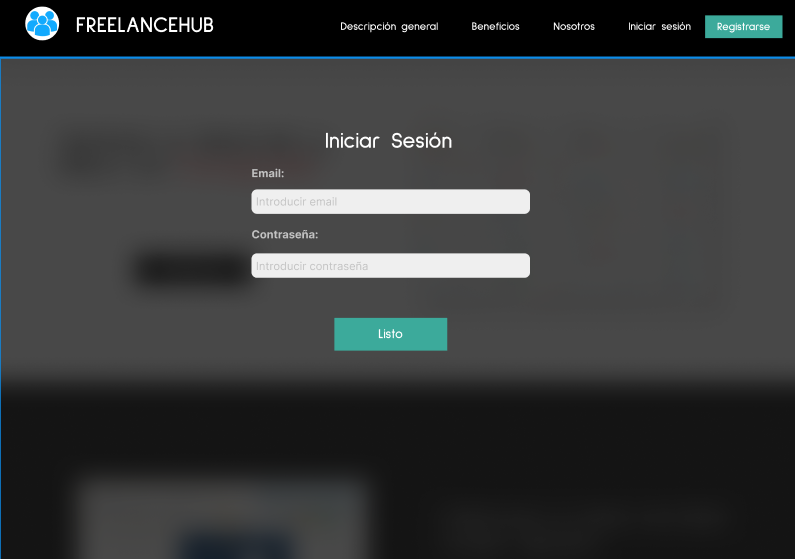 FREELANCEHUB
Descripción general Beneficios Nosotros Iniciar sesión Registrarse
Iniciar Sesión
Email:
Introducir email
Contraseña:
Introducir contraseña
Listo